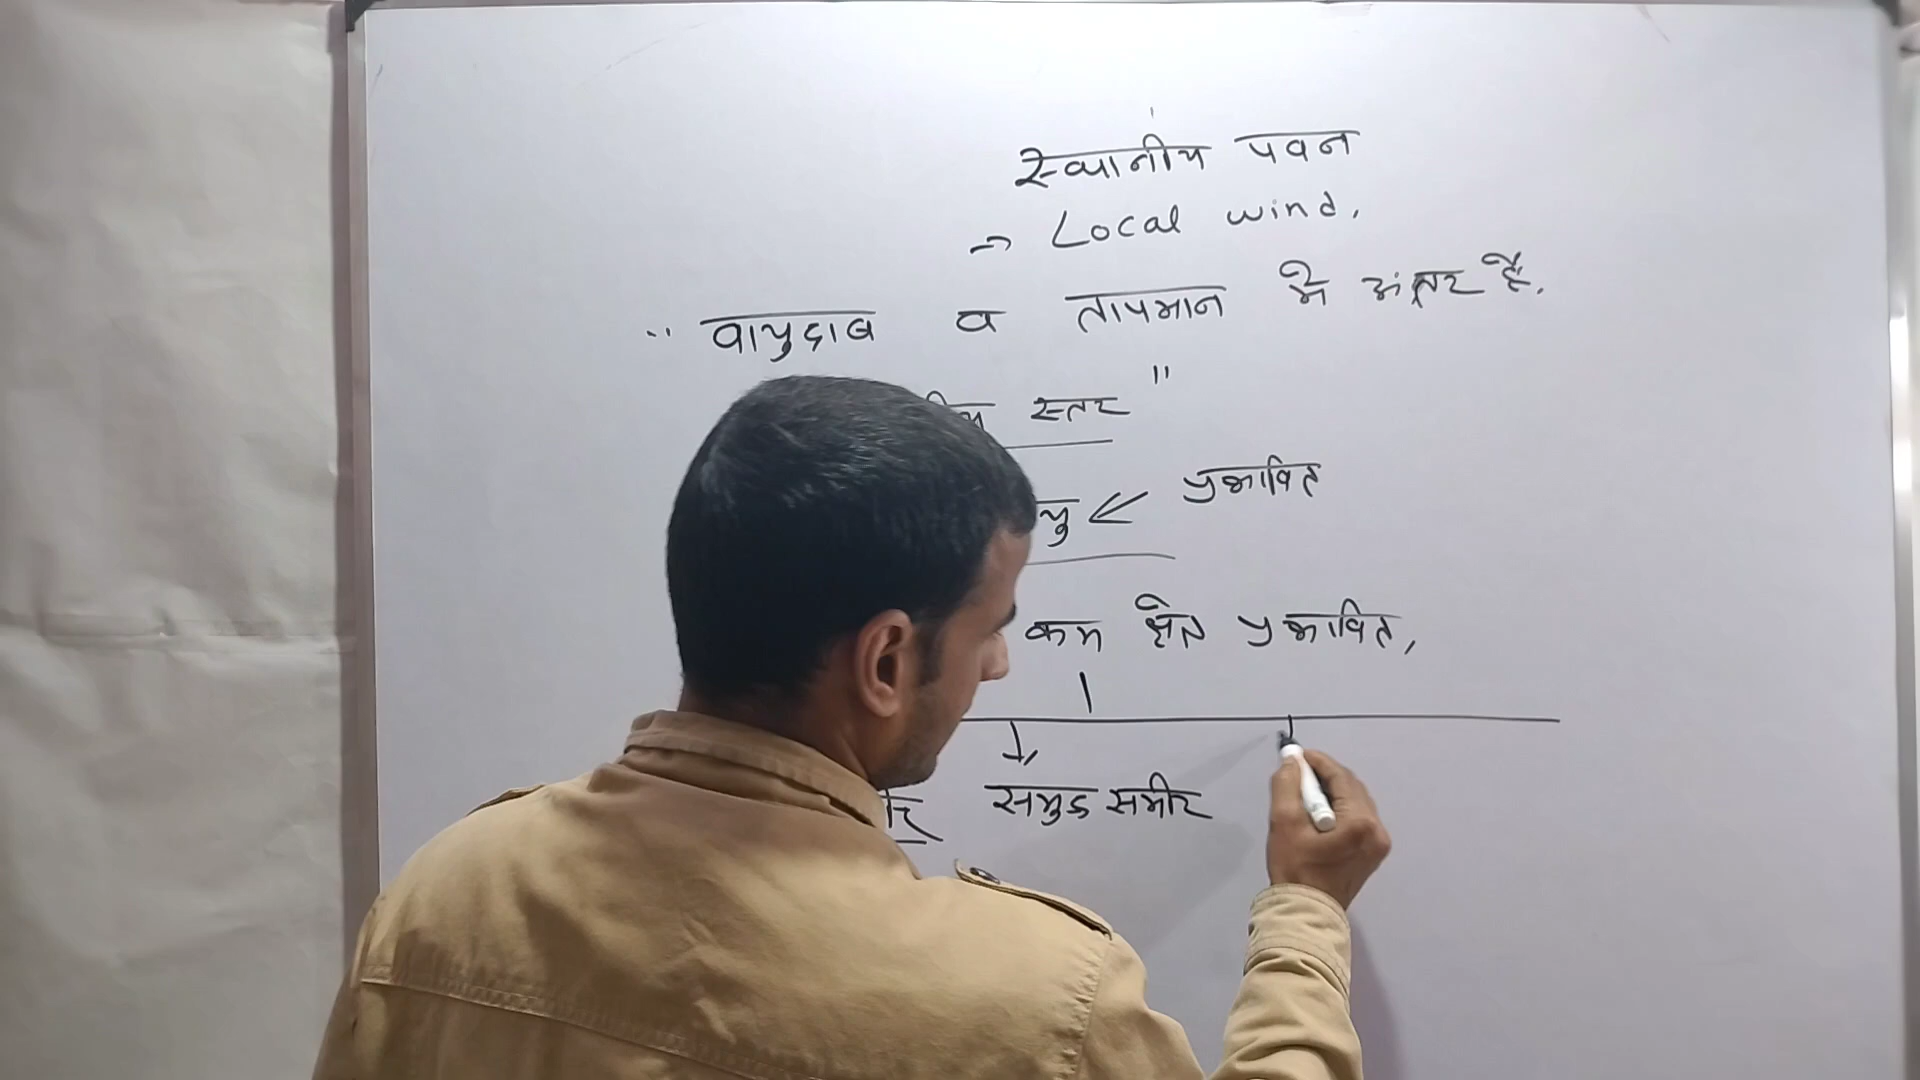 स्थानीय पवन
→ Local wind.
" वायुदाब व तापमान मे अंतर है.
स्तर "
प्रभावित
कम क्षेत्र प्रभावित,
समुद्र समीर